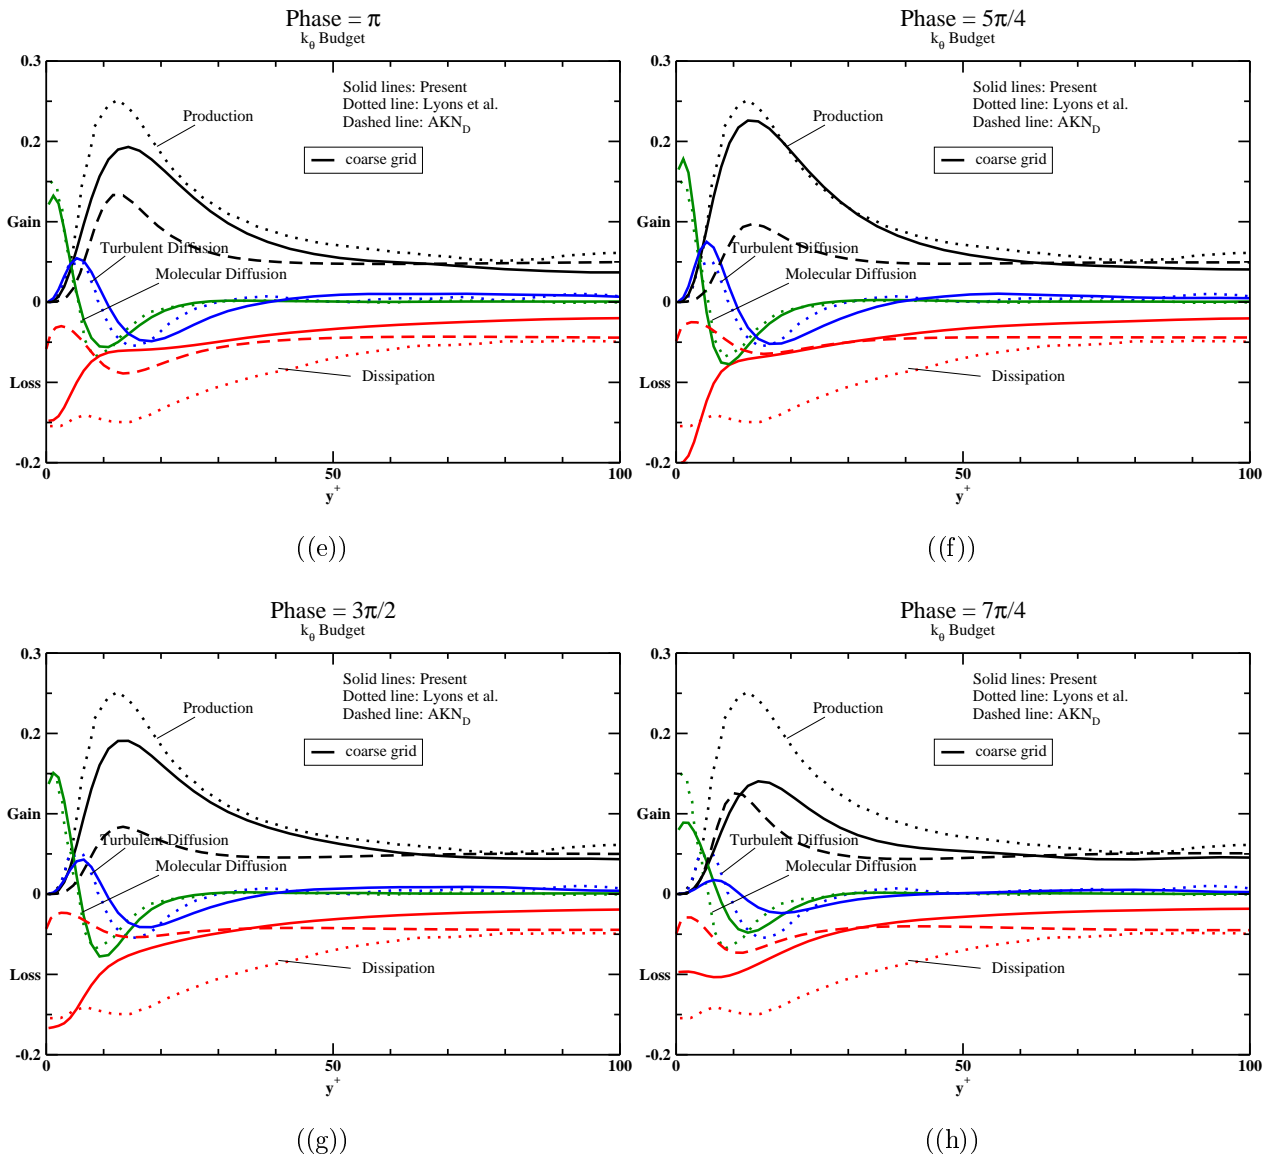 Phase = π
kθ Budget
0.3
Solid lines: Present
Dotted line: Lyons et al.
Dashed line: AKN_D
Production
0.2
coarse grid
Gain
Turbulent Diffusion
Molecular Diffusion
0
Loss
Dissipation
-0.2
0
50
100
y+
((e))
Phase = 5π/4
kθ Budget
0.3
Solid lines: Present
Dotted line: Lyons et al.
Dashed line: AKN_D
Production
0.2
coarse grid
Gain
Turbulent Diffusion
Molecular Diffusion
0
Loss
Dissipation
-0.2
0
50
100
y+
((f))
Phase = 3π/2
kθ Budget
0.3
Solid lines: Present
Dotted line: Lyons et al.
Dashed line: AKN_D
Production
0.2
coarse grid
Gain
Turbulent Diffusion
Molecular Diffusion
0
Loss
Dissipation
-0.2
0
50
100
y+
((g))
Phase = 7π/4
kθ Budget
0.3
Solid lines: Present
Dotted line: Lyons et al.
Dashed line: AKN_D
Production
0.2
coarse grid
Gain
Turbulent Diffusion
Molecular Diffusion
0
Loss
Dissipation
-0.2
0
50
100
y+
((h))